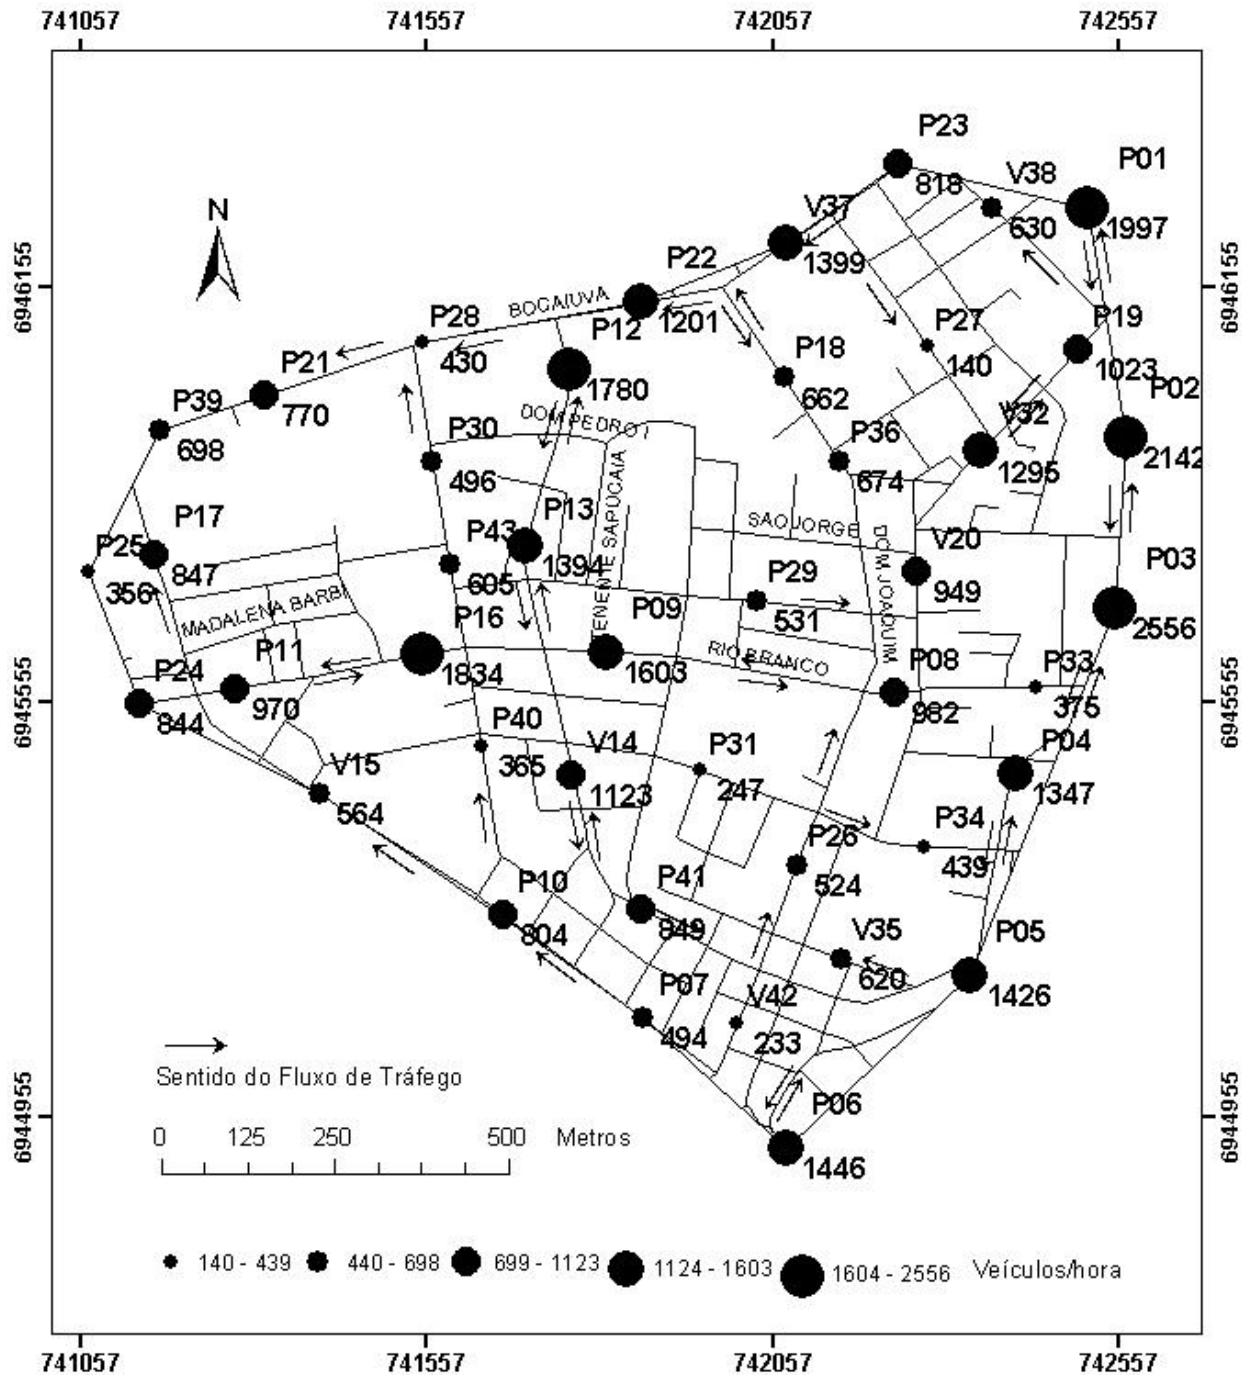 741057 741557 742057 742557
P23
818
V38
P01
630
1997
N
V37
1399
6946155
6946155
P22
BOCAIUVA
1201
P28
P12
P19
P27
430
P21
1780
P18
140
1023
P02
770
662
P39
DOM PEDRO I
V32
698
P30
P36
1295
2142
496
674
P17
P13
TENENTE SAPUCAIA
SAO JORGE
DOM JOAQUIM
P25
P43
1394
V20
P03
847
356
605
P29
949
MADALENA BARBI
P16
P09
531
2556
P24
P11
RIO BRANCO
P08
P33
1834
1603
970
982
375
844
6945555
6945555
P40
V14
P31
P04
V15
365
1123
247
1347
564
P26
P34
524
439
P10
P41
804
849
V35
P05
620
1426
P07
V42
494
233
Sentido do Fluxo de Tráfego
P06
1446
6944955
6944955
0 125 250 500 Metros
140 - 439 440 - 698 699 - 1123 1124 - 1603 1604 - 2556 Veículos/hora
741057 741557 742057 742557